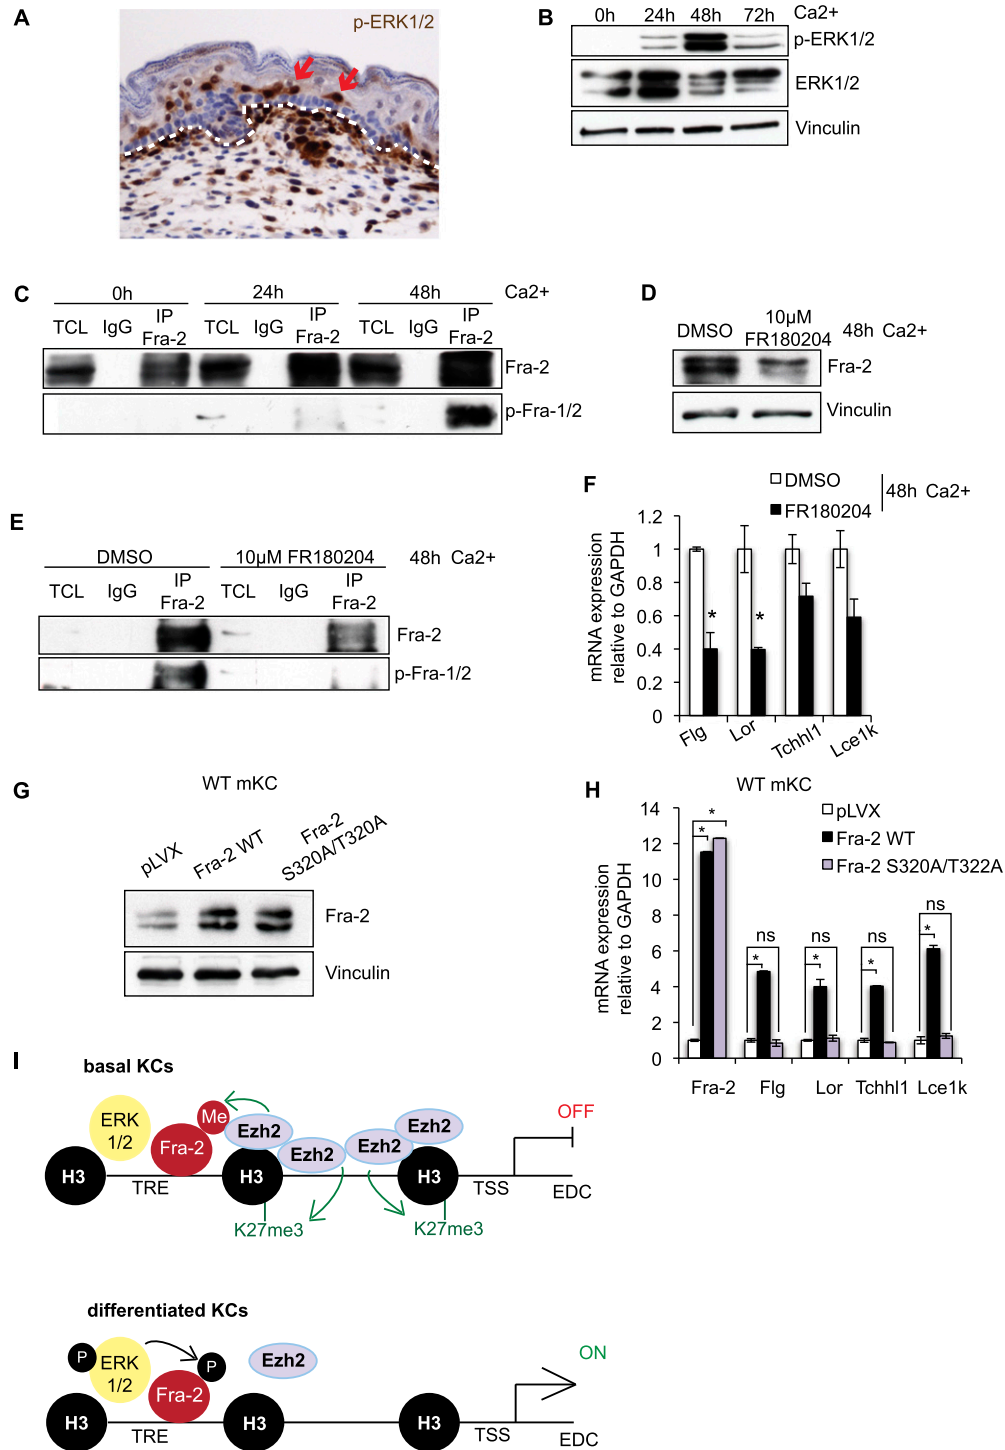 A
p-ERK1/2
B
0h 24h 48h 72h Ca2+
p-ERK1/2
ERK1/2
Vinculin
C
0h 24h 48h Ca2+
TCL IgG IP Fra-2 TCL IgG IP Fra-2 TCL IgG IP Fra-2
Fra-2
p-Fra-1/2
D
DMSO 10µM FR180204 48h Ca2+
Fra-2
Vinculin
E
DMSO 10µM FR180204 48h Ca2+
TCL IgG IP Fra-2 TCL IgG IP Fra-2
Fra-2
p-Fra-1/2
F
DMSO
FR180204
48h Ca2+
mRNA expression
relative to GAPDH
1.2
1
0.8
0.6
0.4
0.2
0
* *
Flg Lor Tchhl1 Lce1k
G
WT mKC
pLVX Fra-2 WT Fra-2 S320A/T320A
Fra-2
Vinculin
H
WT mKC
pLVX
Fra-2 WT
Fra-2 S320A/T322A
mRNA expression
relative to GAPDH
14
12
10
8
6
4
2
0
* *
ns *
ns *
ns *
ns *
Fra-2 Flg Lor Tchhl1 Lce1k
I
basal KCs
ERK 1/2
Fra-2
Me
Ezh2 Ezh2 Ezh2 Ezh2
OFF
H3 H3 H3
TRE TSS EDC
K27me3 K27me3
differentiated KCs
P
ERK 1/2
P
Fra-2
Ezh2
ON
H3 H3 H3
TRE TSS EDC